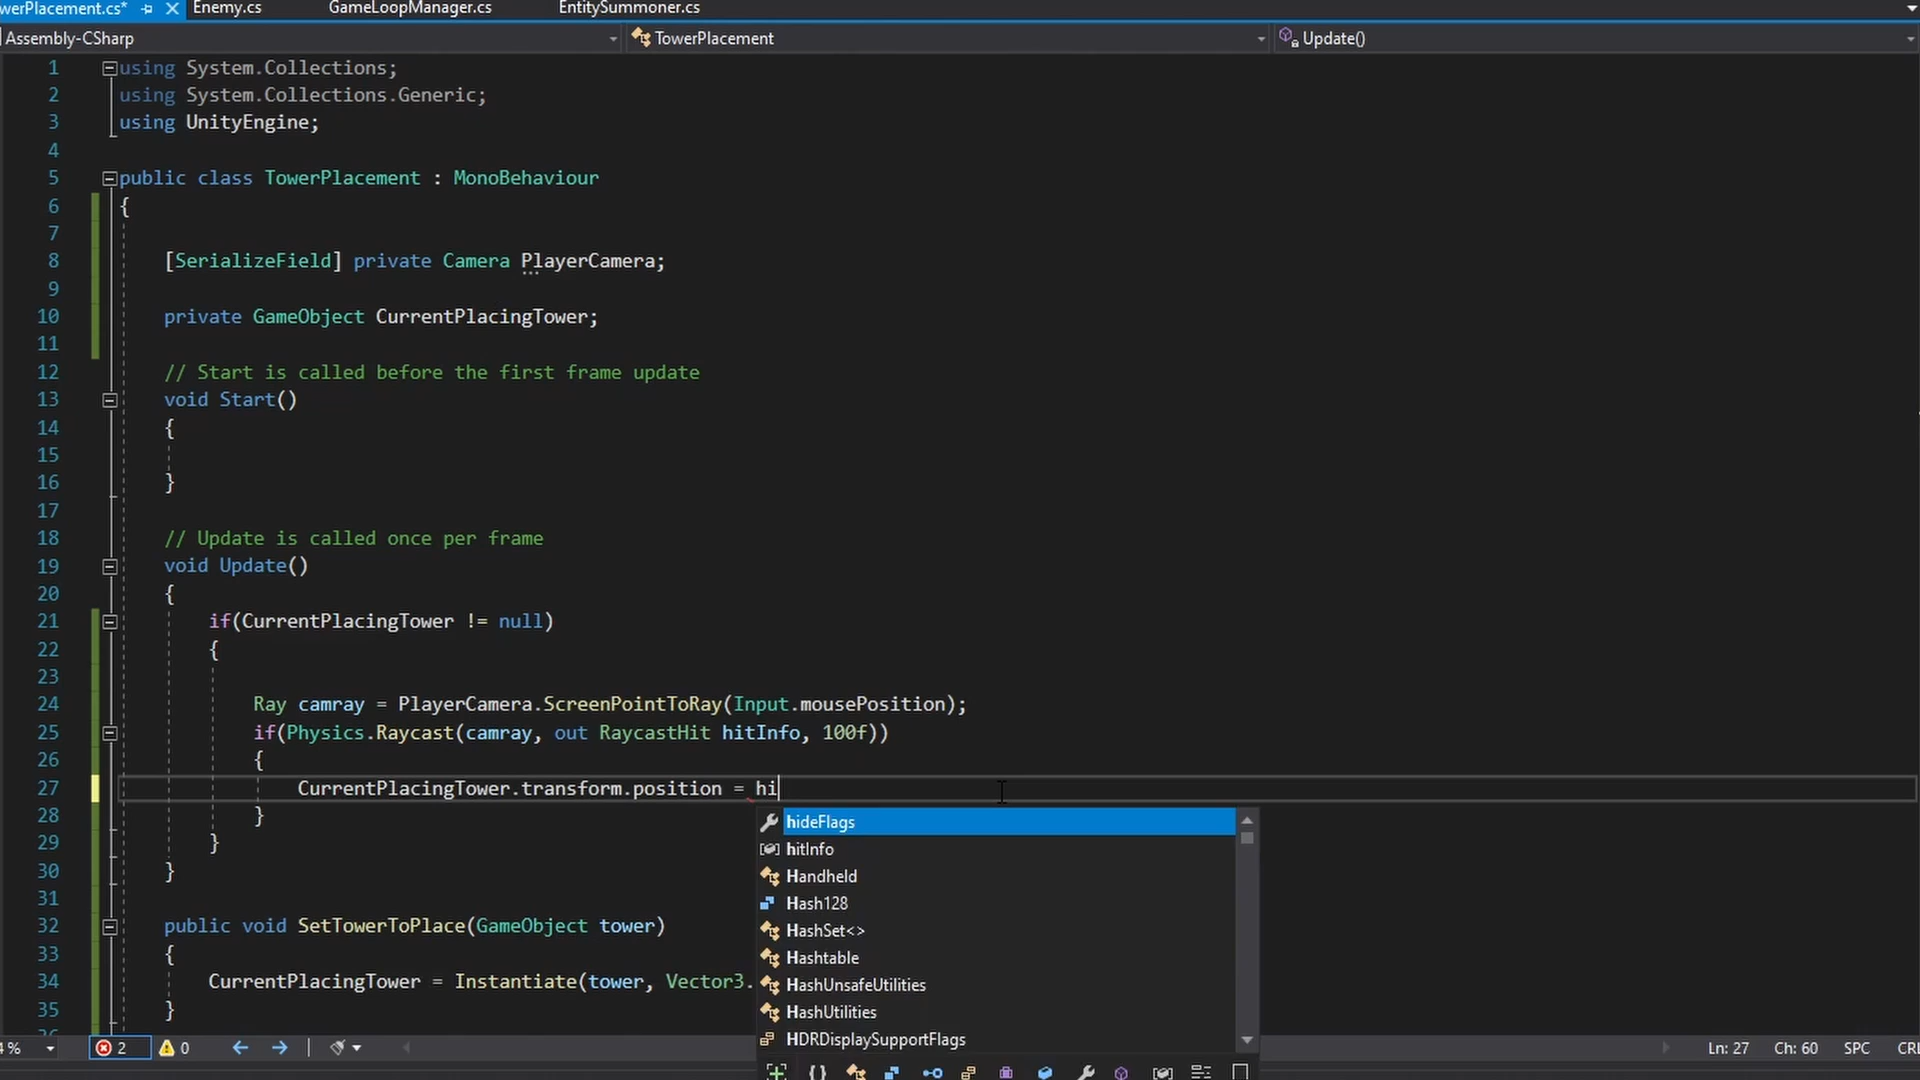 werPlacement.cs* Enemy.cs GameLoopManager.cs EntitySummoner.cs
Assembly-CSharp TowerPlacement Update()
1 using System.Collections;
2 using System.Collections.Generic;
3 using UnityEngine;
4
5 public class TowerPlacement : MonoBehaviour
6 {
7
8 [SerializeField] private Camera PlayerCamera;
9
10 private GameObject CurrentPlacingTower;
11
12 // Start is called before the first frame update
13 void Start()
14 {
15
16 }
17
18 // Update is called once per frame
19 void Update()
20 {
21 if(CurrentPlacingTower != null)
22 {
23
24 Ray camray = PlayerCamera.ScreenPointToRay(Input.mousePosition);
25 if(Physics.Raycast(camray, out RaycastHit hitInfo, 100f))
26 {
27 CurrentPlacingTower.transform.position = hi
hideFlags
hitInfo
Handheld
Hash128
HashSet<>
Hashtable
HashUnsafeUtilities
HashUtilities
HDRDisplaySupportFlags
28 }
29 }
30 }
31
32 public void SetTowerToPlace(GameObject tower)
33 {
34 CurrentPlacingTower = Instantiate(tower, Vector3.
35 }
4 % 2 0 Ln: 27 Ch: 60 SPC CRL